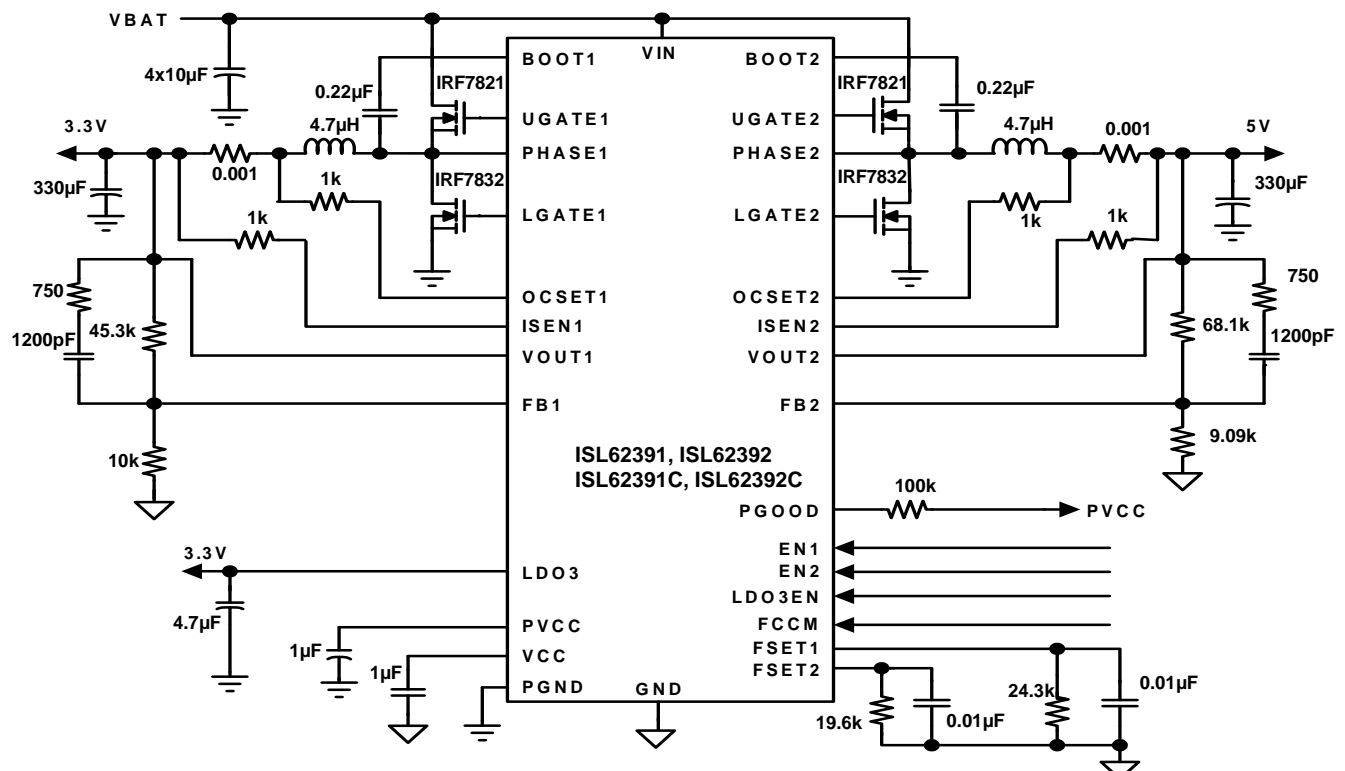 VBAT
4x10µF
3.3V
330µF
0.001
4.7µH
0.22µF
IRF7821
IRF7832
1k
1k
750
1200pF
45.3k
10k
3.3V
4.7µF
1µF
1µF
BOOT1
UGATE1
PHASE1
LGATE1
OCSET1
ISEN1
VOUT1
FB1
LDO3
PVCC
VCC
PGND
VIN
ISL62391, ISL62392
ISL62391C, ISL62392C
GND
BOOT2
UGATE2
PHASE2
LGATE2
OCSET2
ISEN2
VOUT2
FB2
PGOOD
EN1
EN2
LDO3EN
FCCM
FSET1
FSET2
IRF7821
0.22µF
4.7µH
0.001
5V
IRF7832
330µF
1k
1k
750
68.1k
1200pF
9.09k
100k
PVCC
19.6k
0.01µF
24.3k
0.01µF